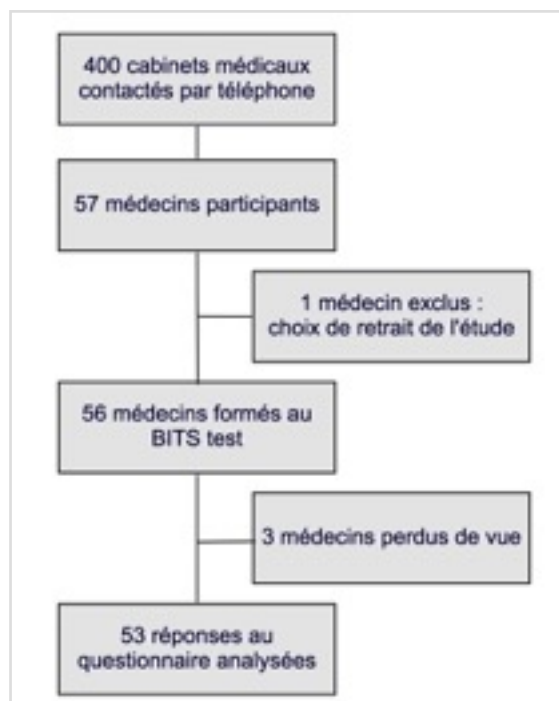 400 cabinets médicaux
contactés par téléphone
57 médecins participants
1 médecin exclus :
choix de retrait de l'étude
56 médecins formés au
BITS test
3 médecins perdus de vue
53 réponses au
questionnaire analysées